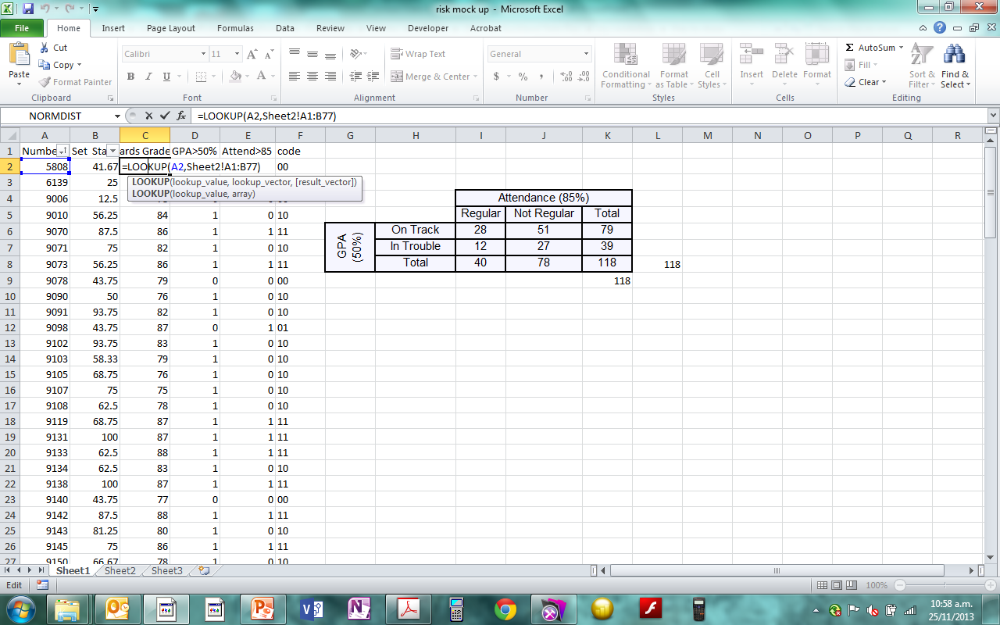 risk mock up - Microsoft Excel
File Home Insert Page Layout Formulas Data Review View Developer Acrobat
Paste Cut Copy Format Painter
Calibri 11 A A
B I U A
Wrap Text
Merge & Center
General
$ % , .00 .0
Conditional Formatting Format as Table Cell Styles
Insert Delete Format
Σ AutoSum Fill Clear
Sort & Filter Find & Select
Clipboard Font Alignment Number Styles Cells Editing
NORMDIST fx =LOOKUP(A2,Sheet2!A1:B77)
A B C D E F G H I J K L M N O P Q R
1 Numbe Set Sta ards Grade GPA>50% Attend>85 code
2 5808 41.67 =LOOKUP(A2,Sheet2!A1:B77) 00
3 6139 25
LOOKUP(lookup_value, lookup_vector, [result_vector])
LOOKUP(lookup_value, array)
4 9006 12.5 Attendance (85%)
5 9010 56.25 84 1 0 10 Regular Not Regular Total
6 9070 87.5 86 1 1 11 GPA (50%) On Track 28 51 79
7 9071 75 82 1 0 10 In Trouble 12 27 39
8 9073 56.25 86 1 1 11 Total 40 78 118 118
9 9078 43.75 79 0 0 00 118
10 9090 50 76 1 0 10
11 9091 93.75 82 1 0 10
12 9098 43.75 87 0 1 01
13 9102 93.75 83 1 0 10
14 9103 58.33 79 1 0 10
15 9105 68.75 76 1 0 10
16 9107 75 75 1 0 10
17 9108 62.5 78 1 0 10
18 9119 68.75 87 1 1 11
19 9131 100 87 1 1 11
20 9133 62.5 88 1 1 11
21 9134 62.5 83 1 0 10
22 9138 100 87 1 1 11
23 9140 43.75 77 0 0 00
24 9142 87.5 88 1 1 11
25 9143 81.25 80 1 0 10
26 9145 75 86 1 1 11
27 9150 66.67 78 1 0 10
Sheet1 Sheet2 Sheet3
Edit 100%
10:58 a.m.
25/11/2013